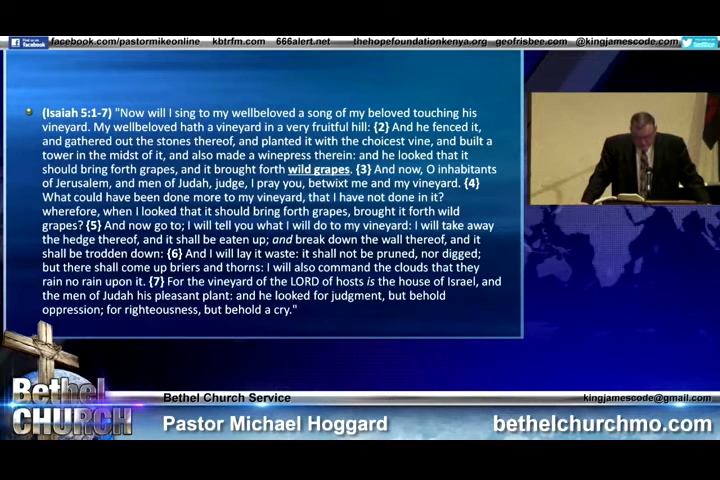 facebook.com/pastormikeonline kbtrfm.com 666alert.net thehopefoundationkenya.org geofrisbee.com @kingjamescode.com
(Isaiah 5:1-7) "Now will I sing to my wellbeloved a song of my beloved touching his
vineyard. My wellbeloved hath a vineyard in a very fruitful hill: {2} And he fenced it,
and gathered out the stones thereof, and planted it with the choicest vine, and built a
tower in the midst of it, and also made a winepress therein: and he looked that it
should bring forth grapes, and it brought forth wild grapes. {3} And now, O inhabitants
of Jerusalem, and men of Judah, judge, I pray you, betwixt me and my vineyard. {4}
What could have been done more to my vineyard, that I have not done in it?
wherefore, when I looked that it should bring forth grapes, brought it forth wild
grapes? {5} And now go to; I will tell you what I will do to my vineyard: I will take away
the hedge thereof, and it shall be eaten up; and break down the wall thereof, and it
shall be trodden down: {6} And I will lay it waste: it shall not be pruned, nor digged;
but there shall come up briers and thorns: I will also command the clouds that they
rain no rain upon it. {7} For the vineyard of the LORD of hosts is the house of Israel, and
the men of Judah his pleasant plant: and he looked for judgment, but behold
oppression; for righteousness, but behold a cry."
Bethel
CHURCH
Bethel Church Service kingjamescode@gmail.com
Pastor Michael Hoggard bethelchurchmo.com